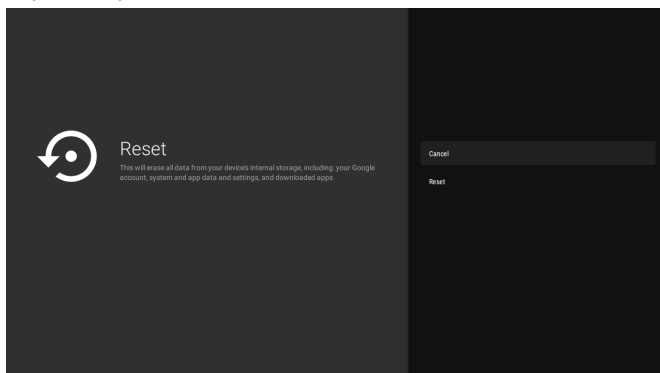 Reset
This will erase all data from your device's internal storage, including: your Google
account, system and app data and settings, and downloaded apps
Cancel
Reset